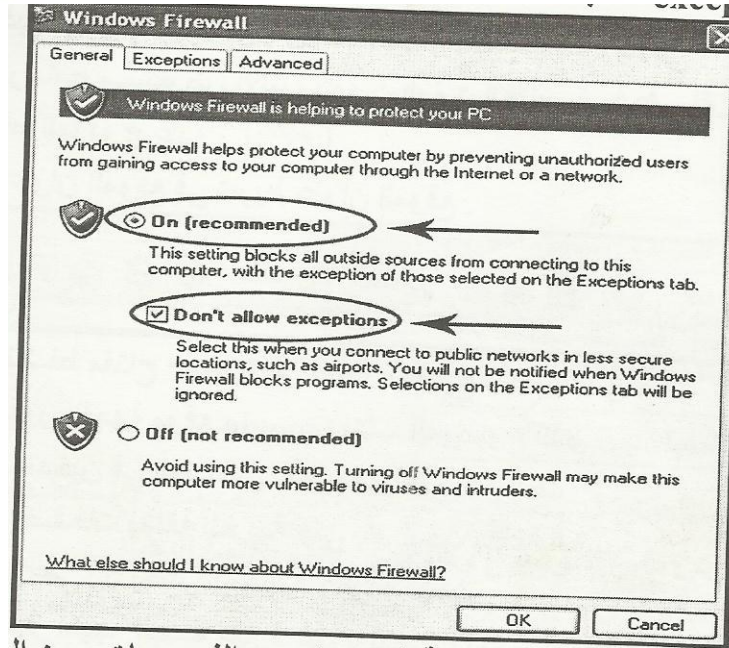 Windows Firewall
General Exceptions Advanced
Windows Firewall is helping to protect your PC
Windows Firewall helps protect your computer by preventing unauthorized users
from gaining access to your computer through the Internet or a network.
On (recommended)
This setting blocks all outside sources from connecting to this
computer, with the exception of those selected on the Exceptions tab.
Don't allow exceptions
Select this when you connect to public networks in less secure
locations, such as airports. You will not be notified when Windows
Firewall blocks programs. Selections on the Exceptions tab will be
ignored.
Off (not recommended)
Avoid using this setting. Turning off Windows Firewall may make this
computer more vulnerable to viruses and intruders.
What else should I know about Windows Firewall?
OK Cancel